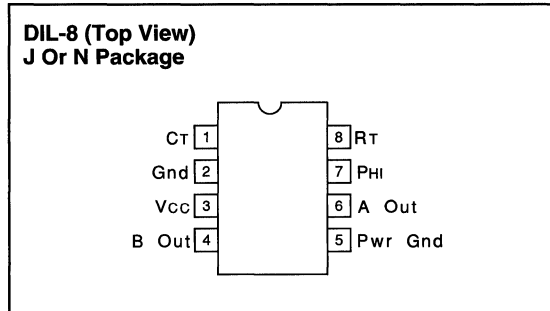 DIL-8 (Top View)
J Or N Package
CT 1 8 RT
Gnd 2 7 PHI
VCC 3 6 A Out
B Out 4 5 Pwr Gnd